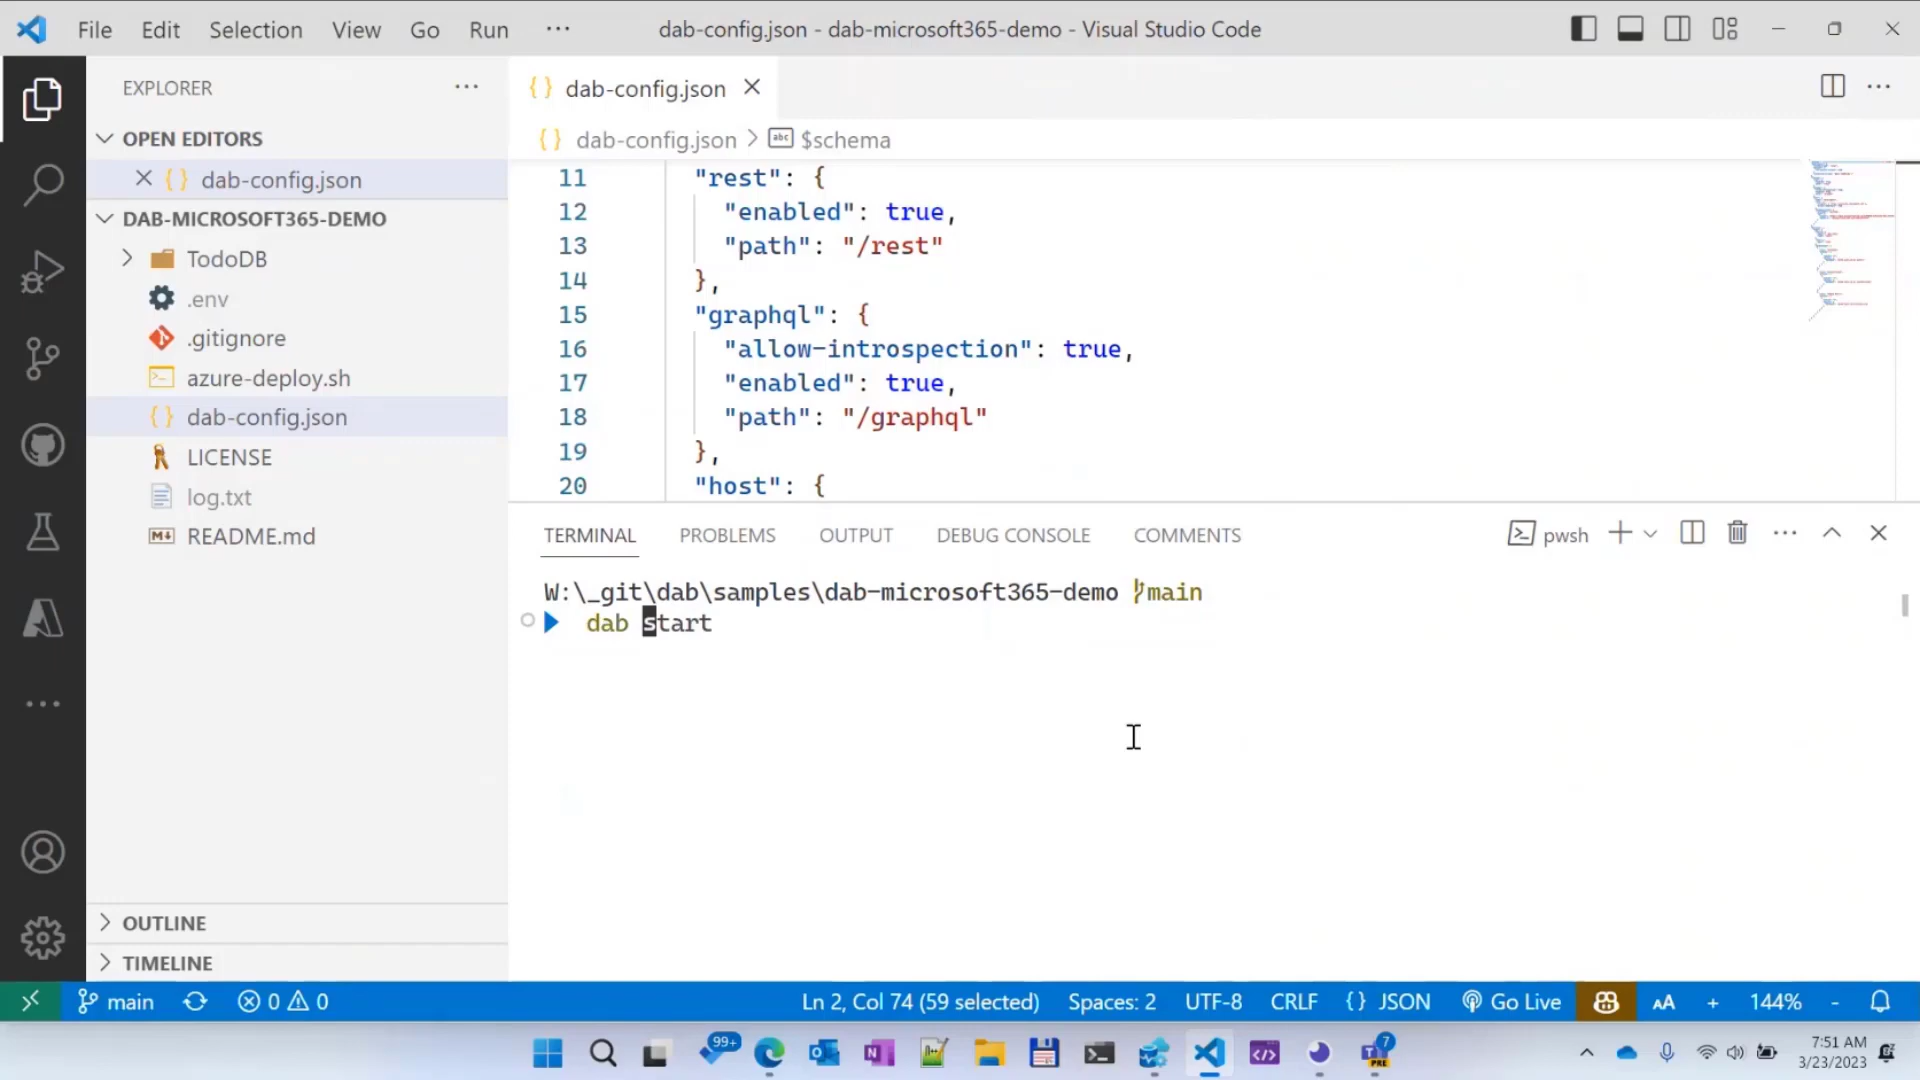 File Edit Selection View Go Run ···
dab-config.json - dab-microsoft365-demo - Visual Studio Code
EXPLORER
OPEN EDITORS
{} dab-config.json
DAB-MICROSOFT365-DEMO
TodoDB
.env
.gitignore
azure-deploy.sh
{} dab-config.json
LICENSE
log.txt
README.md
OUTLINE
TIMELINE
{} dab-config.json
{} dab-config.json > abc $schema
11 "rest": {
12 "enabled": true,
13 "path": "/rest"
14 },
15 "graphql": {
16 "allow-introspection": true,
17 "enabled": true,
18 "path": "/graphql"
19 },
20 "host": {
TERMINAL PROBLEMS OUTPUT DEBUG CONSOLE COMMENTS
pwsh
W:\_git\dab\samples\dab-microsoft365-demo main
dab start
main 0 0
Ln 2, Col 74 (59 selected) Spaces: 2 UTF-8 CRLF {} JSON Go Live AA + 144% -
99+
7
PRE
7:51 AM
3/23/2023